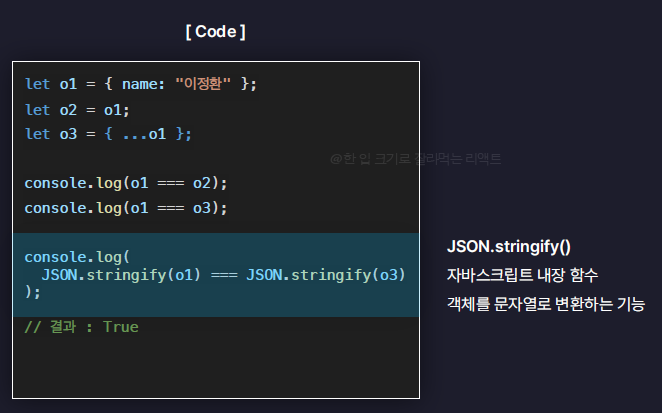 [ Code ]
let o1 = { name: "이정환" };
let o2 = o1;
let o3 = { ...o1 };
@한 입 크기로 잘라먹는 리액트
console.log(o1 === o2);
console.log(o1 === o3);
console.log(
JSON.stringify(o1) === JSON.stringify(o3)
);
// 결과 : True
JSON.stringify()
자바스크립트 내장 함수
객체를 문자열로 변환하는 기능